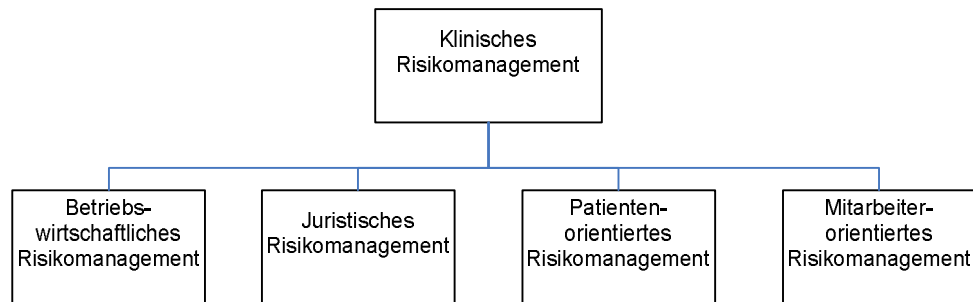 Klinisches
Risikomanagement
Betriebs-
wirtschaftliches
Risikomanagement
Juristisches
Risikomanagement
Patienten-
orientiertes
Risikomanagement
Mitarbeiter-
orientiertes
Risikomanagement